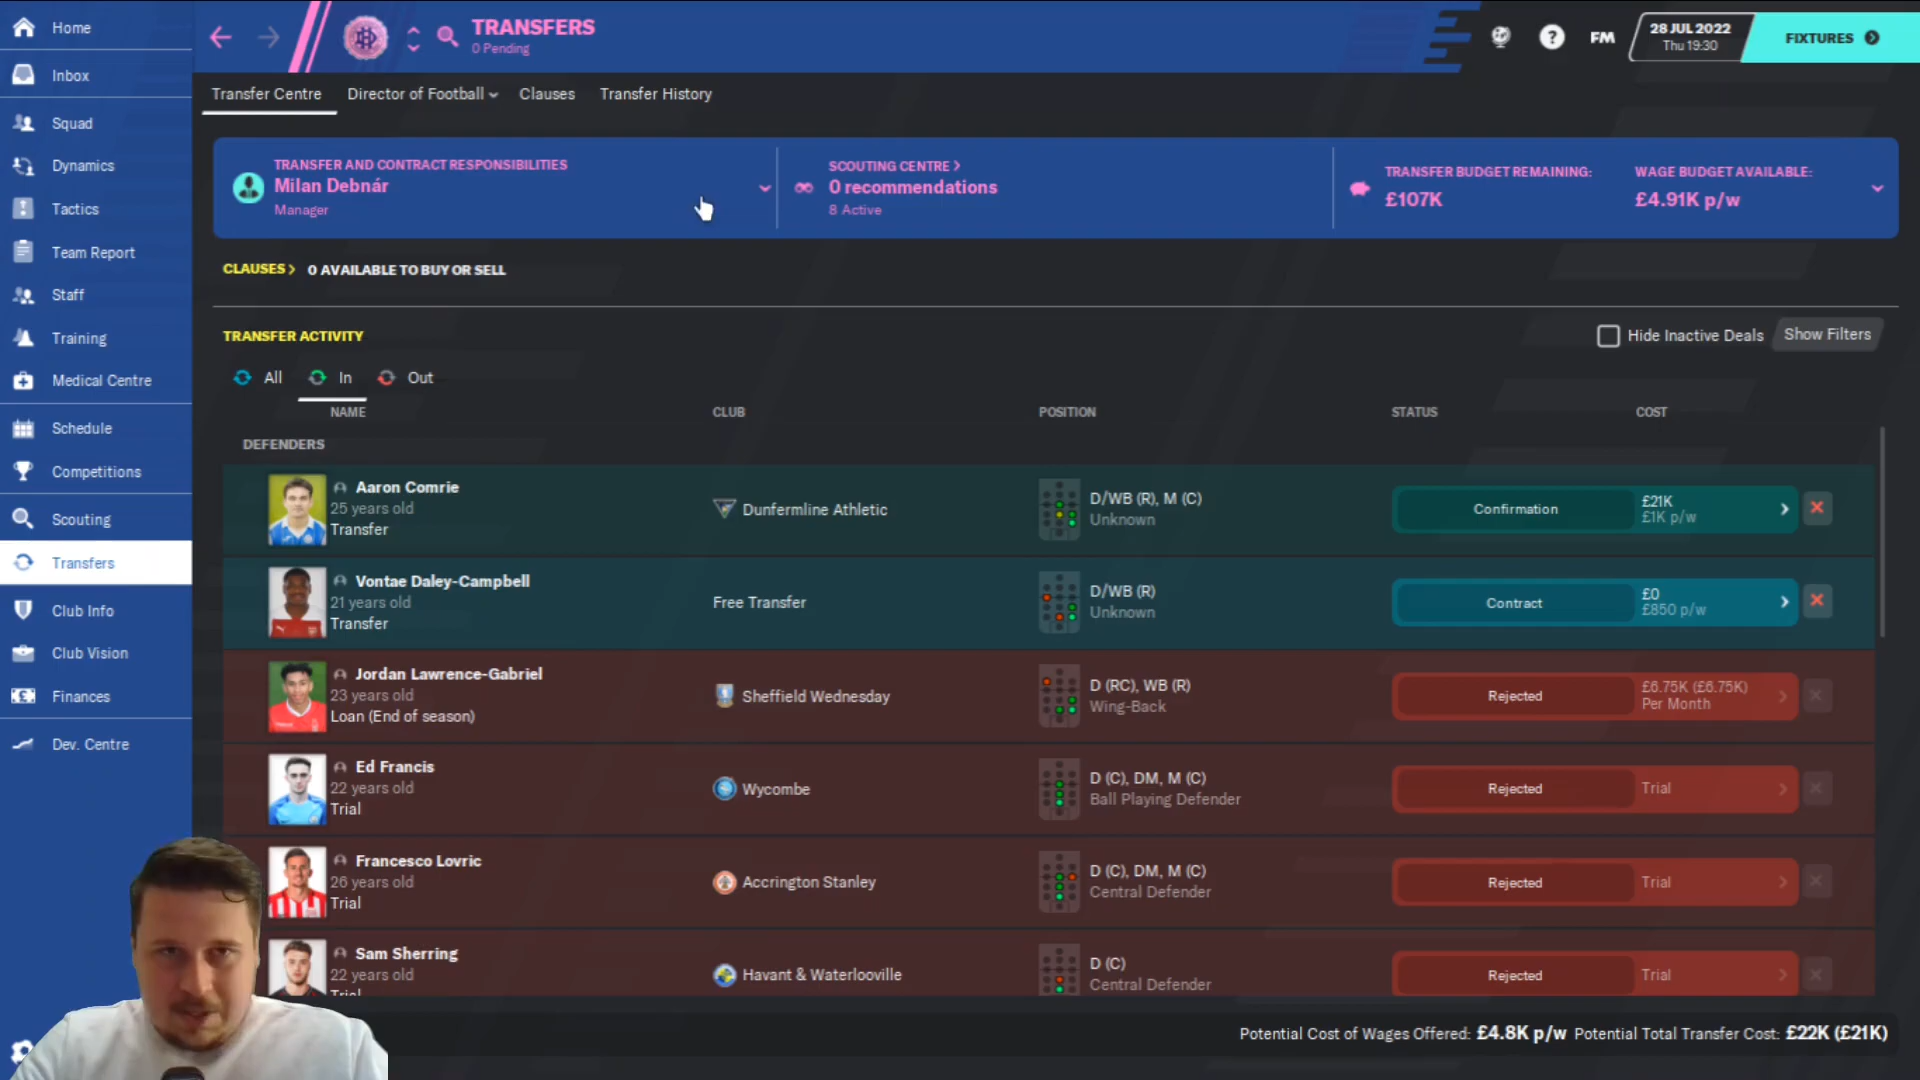 Home
Inbox
Squad
Dynamics
Tactics
Team Report
Staff
Training
Medical Centre
Schedule
Competitions
Scouting
Transfers
Club Info
Club Vision
Finances
Dev. Centre
TRANSFERS
0 Pending
FM
28 JUL 2022
Thu 19:30
FIXTURES
Transfer Centre
Director of Football
Clauses
Transfer History
TRANSFER AND CONTRACT RESPONSIBILITIES
Milan Debnár
Manager
SCOUTING CENTRE >
0 recommendations
8 Active
TRANSFER BUDGET REMAINING:
£107K
WAGE BUDGET AVAILABLE:
£4.91K p/w
CLAUSES > 0 AVAILABLE TO BUY OR SELL
TRANSFER ACTIVITY
Hide Inactive Deals
Show Filters
All
In
Out
NAME CLUB POSITION STATUS COST
DEFENDERS
Aaron Comrie
25 years old
Transfer
Dunfermline Athletic
D/WB (R), M (C)
Unknown
Confirmation
£21K
£1K p/w
Vontae Daley-Campbell
21 years old
Transfer
Free Transfer
D/WB (R)
Unknown
Contract
£0
£850 p/w
Jordan Lawrence-Gabriel
23 years old
Loan (End of season)
Sheffield Wednesday
D (RC), WB (R)
Wing-Back
Rejected
£6.75K (£6.75K)
Per Month
Ed Francis
22 years old
Trial
Wycombe
D (C), DM, M (C)
Ball Playing Defender
Rejected
Trial
Francesco Lovric
26 years old
Trial
Accrington Stanley
D (C), DM, M (C)
Central Defender
Rejected
Trial
Sam Sherring
22 years old
Trial
Havant & Waterlooville
D (C)
Central Defender
Rejected
Trial
Potential Cost of Wages Offered: £4.8K p/w Potential Total Transfer Cost: £22K (£21K)